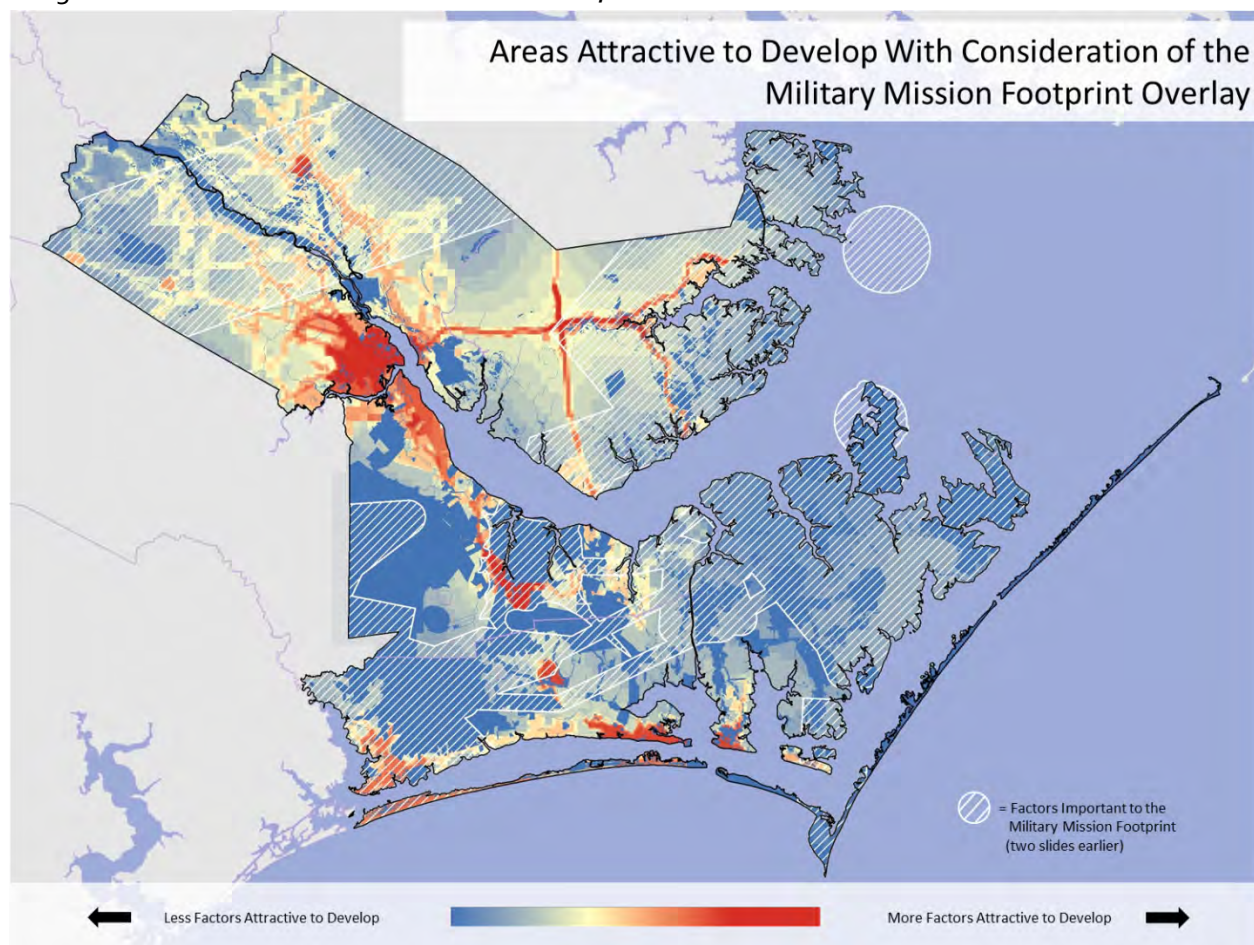 Areas Attractive to Develop With Consideration of the
Military Mission Footprint Overlay
= Factors Important to the
Military Mission Footprint
(two slides earlier)
Less Factors Attractive to Develop
More Factors Attractive to Develop